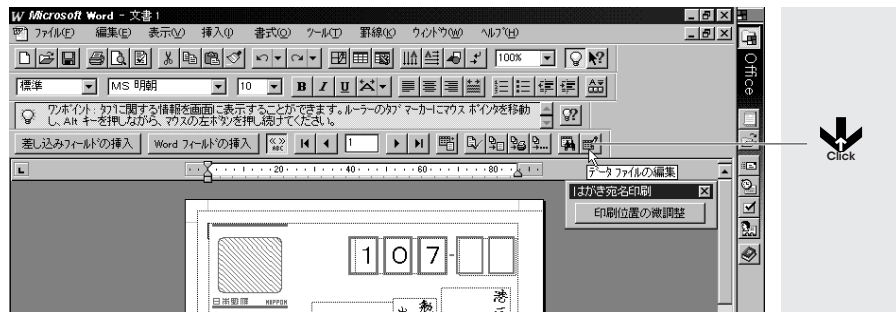 Microsoft Word - 文書1
ファイル(F) 編集(E) 表示(V) 挿入(I) 書式(O) ツール(T) 罫線(K) ウィンドウ(W) ヘルプ(H)
100%
標準 MS 明朝 10 B I U
ワンポイント: タブに関する情報を画面に表示することができます。ルーラーのタブ マーカーにマウス ポインタを移動
し、Alt キーを押しながら、マウスの左ボタンを押し続けてください。
差し込みフィールドの挿入 Word フィールドの挿入 «» ABC 1
データ ファイルの編集
20 40 60 80
はがき宛名印刷
印刷位置の微調整
107-
日本郵便 NIPPON
港
Office
Click